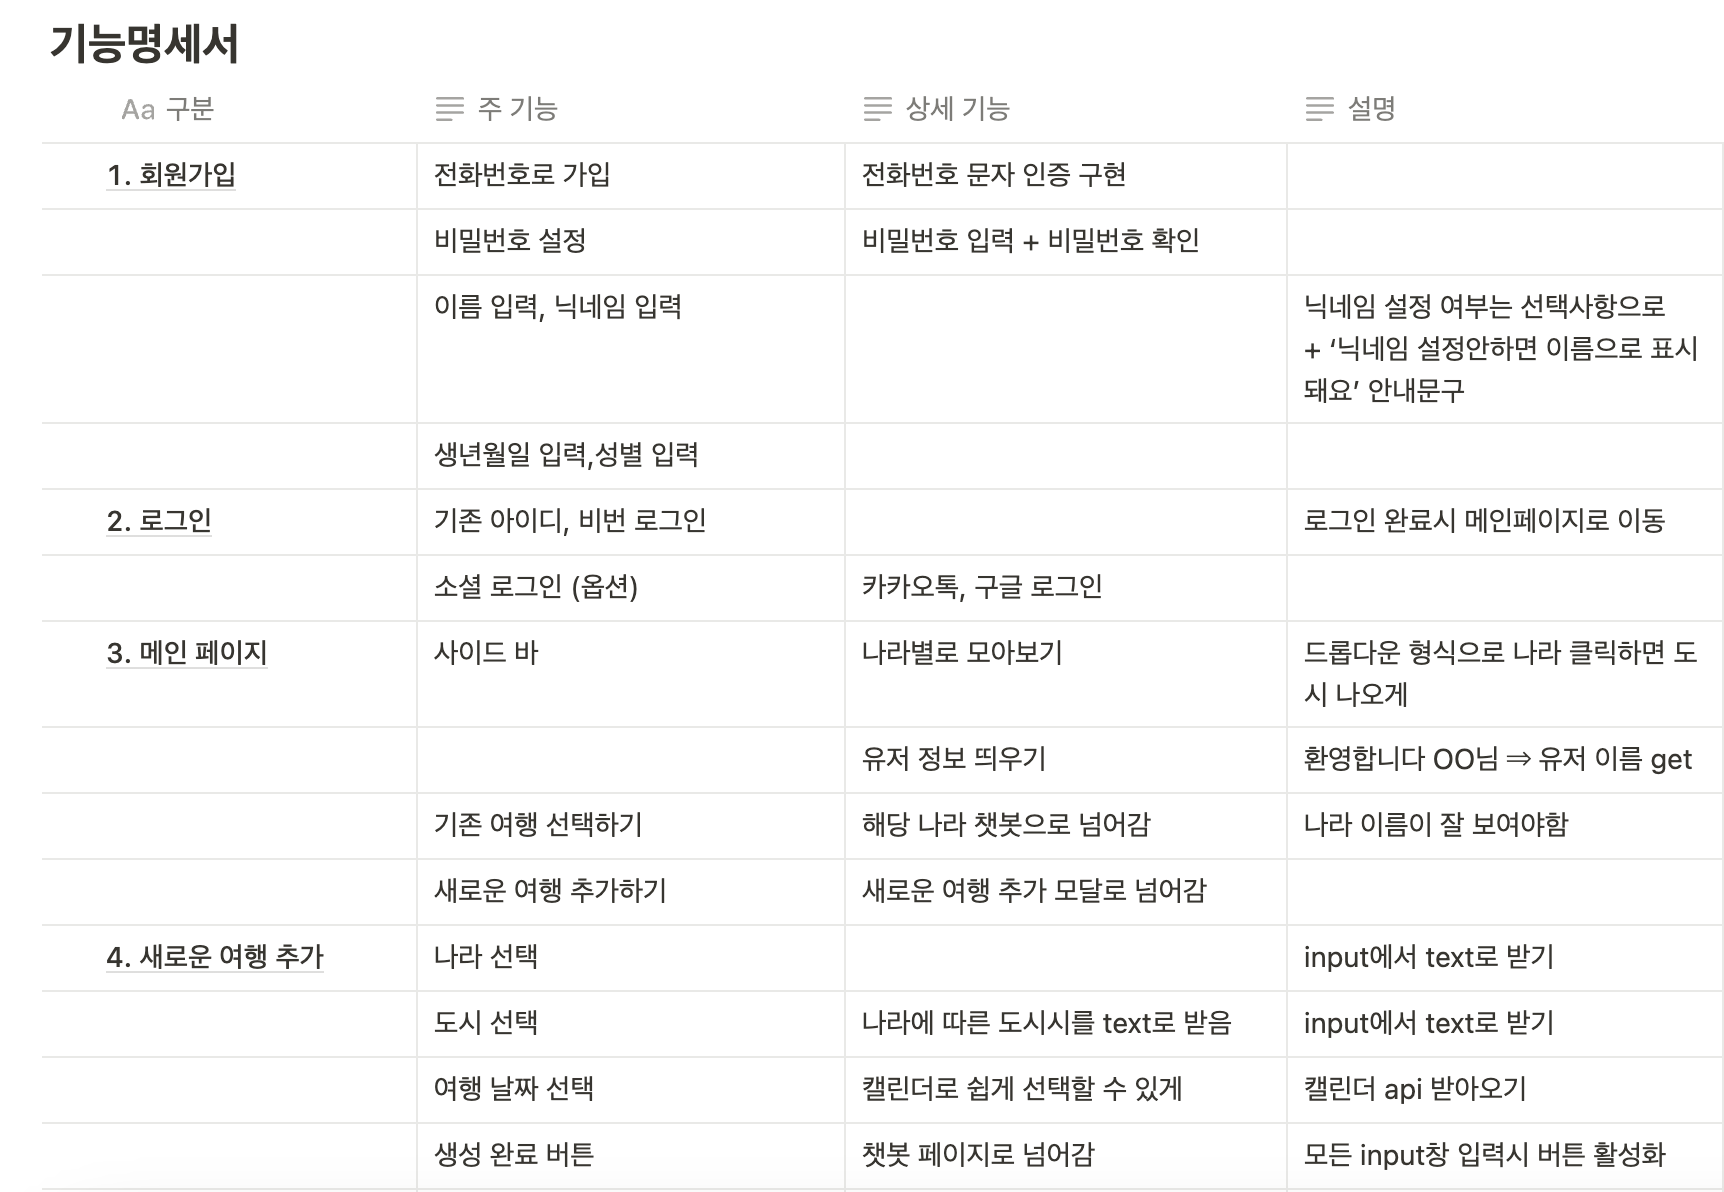 기능명세서
Aa 구분 주 기능 상세 기능 설명
1. 회원가입 전화번호로 가입 전화번호 문자 인증 구현
비밀번호 설정 비밀번호 입력 + 비밀번호 확인
이름 입력, 닉네임 입력 닉네임 설정 여부는 선택사항으로
+ ‘닉네임 설정안하면 이름으로 표시
돼요’ 안내문구
생년월일 입력,성별 입력
2. 로그인 기존 아이디, 비번 로그인 로그인 완료시 메인페이지로 이동
소셜 로그인 (옵션) 카카오톡, 구글 로그인
3. 메인 페이지 사이드 바 나라별로 모아보기 드롭다운 형식으로 나라 클릭하면 도
시 나오게
유저 정보 띄우기 환영합니다 OO님 ⇒ 유저 이름 get
기존 여행 선택하기 해당 나라 챗봇으로 넘어감 나라 이름이 잘 보여야함
새로운 여행 추가하기 새로운 여행 추가 모달로 넘어감
4. 새로운 여행 추가 나라 선택 input에서 text로 받기
도시 선택 나라에 따른 도시시를 text로 받음 input에서 text로 받기
여행 날짜 선택 캘린더로 쉽게 선택할 수 있게 캘린더 api 받아오기
생성 완료 버튼 챗봇 페이지로 넘어감 모든 input창 입력시 버튼 활성화